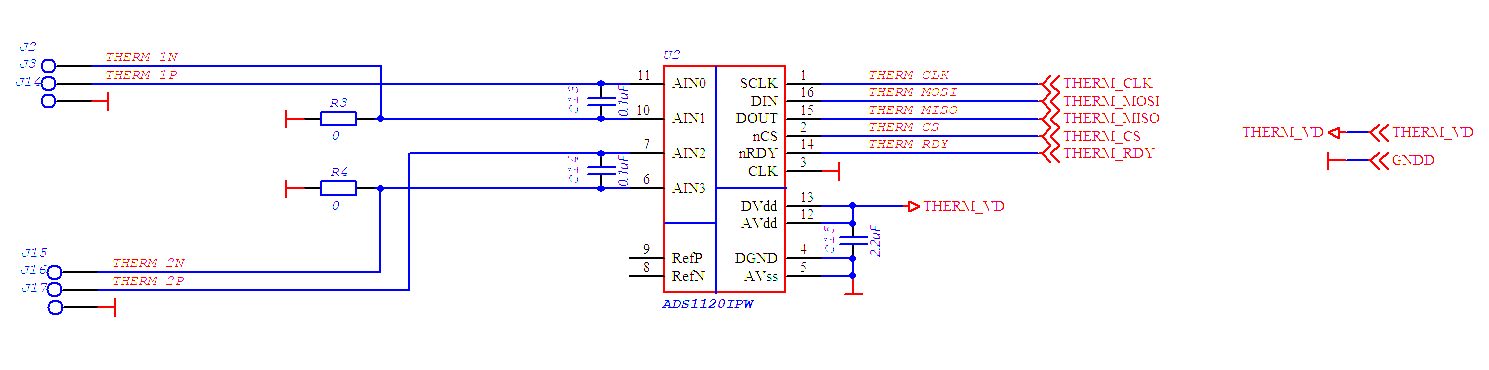 J2
J3
J14
THERM 1N
THERM 1P
R3
0
R4
0
J15
J16
J17
THERM 2N
THERM 2P
0.1uF
C14
0.1uF
U2
11 AIN0
10 AIN1
7 AIN2
6 AIN3
9 RefP
8 RefN
SCLK 1
DIN 16
DOUT 15
nCS 2
nRDY 14
CLK 3
DVdd 13
AVdd 12
DGND 4
AVss 5
ADS1120IPW
THERM CLK
THERM MOSI
THERM MISO
THERM CS
THERM RDY
THERM_CLK
THERM_MOSI
THERM_MISO
THERM_CS
THERM_RDY
THERM_VD
2.2uF
THERM_VD
THERM_VD
GNDD